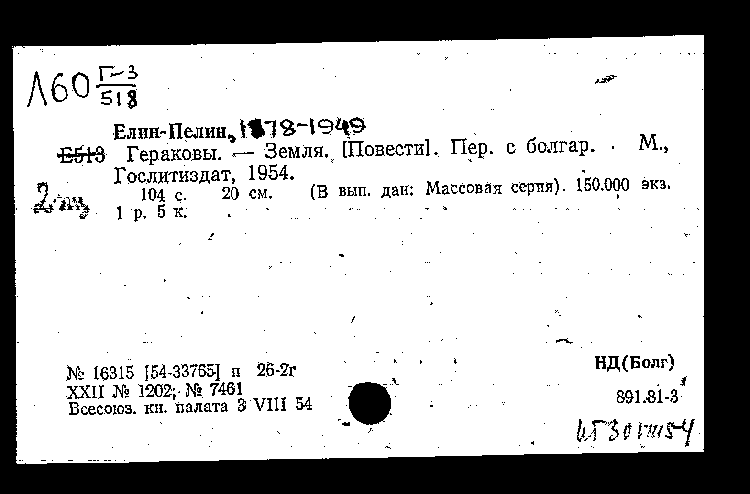 Л60 Г-3
518
Елин-Пелин, 1878-1949
Е513 Гераковы. — Земля. [Повести]. Пер. с болгар. . М.,
Гослитиздат, 1954.
104 с. 20 см. (В вып. дан: Массовая серия). 150.000 экз.
1 р. 5 к.
№ 16315 [54-33765] п 26-2г
XXII № 1202; № 7461
Всесоюз. кн. палата 3 VIII 54
НД(Болг)
891.81-3